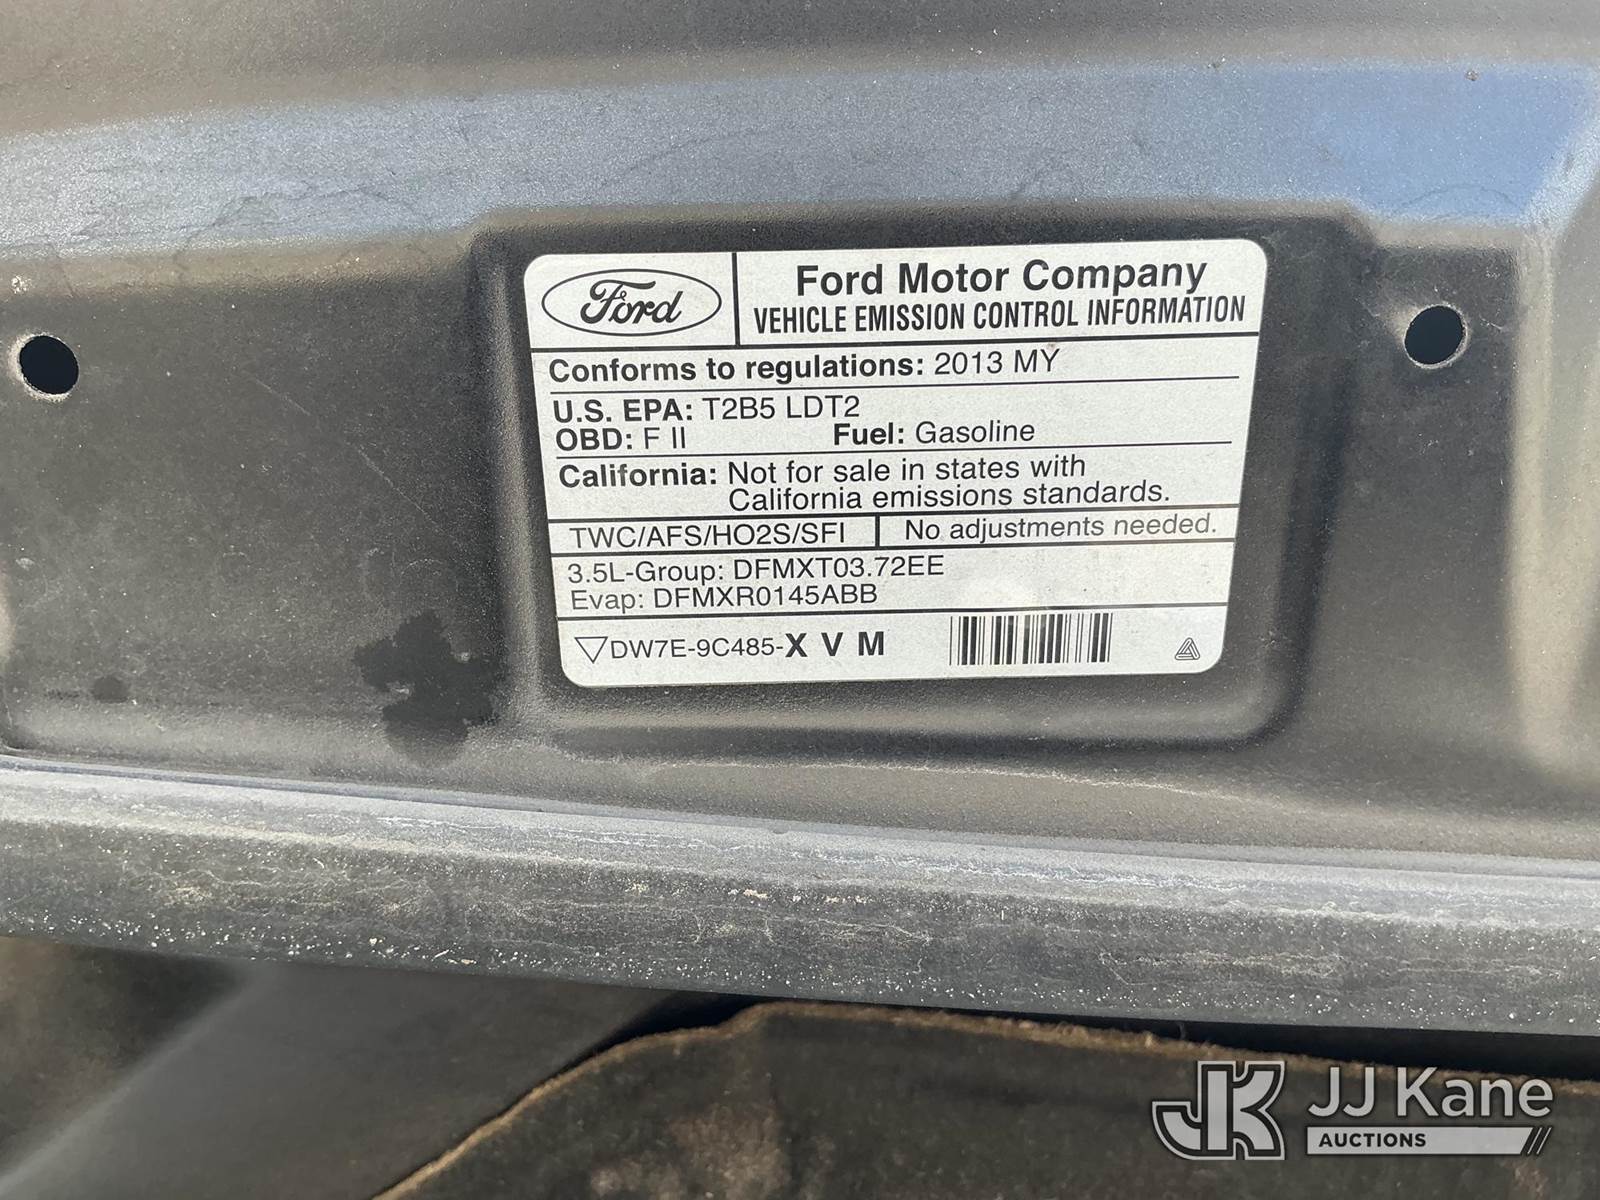 Ford
Ford Motor Company
VEHICLE EMISSION CONTROL INFORMATION
Conforms to regulations: 2013 MY
U.S. EPA: T2B5 LDT2
OBD: F II Fuel: Gasoline
California: Not for sale in states with
California emissions standards.
TWC/AFS/HO2S/SFI No adjustments needed.
3.5L-Group: DFMXT03.72EE
Evap: DFMXR0145ABB
DW7E-9C485-X V M
JK JJ Kane
AUCTIONS